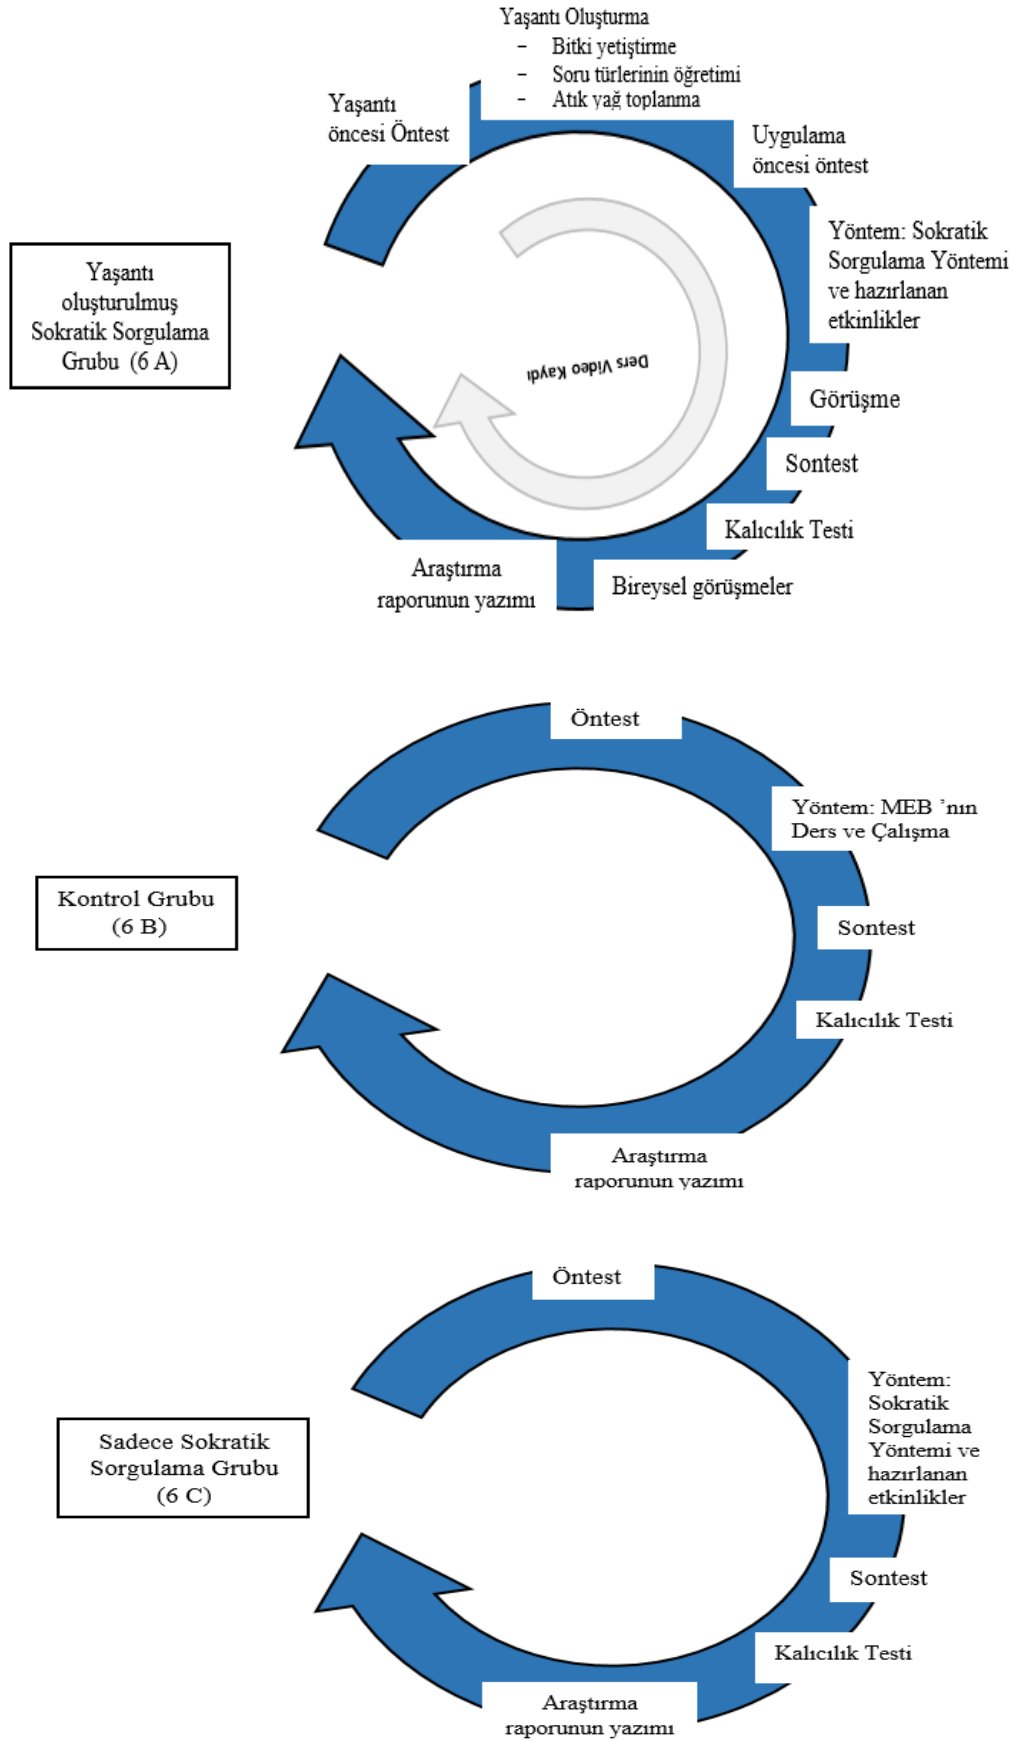 Yaşantı Oluşturma
- Bitki yetiştirme
- Soru türlerinin öğretimi
- Atık yağ toplanma
Yaşantı
öncesi Öntest
Uygulama
öncesi öntest
Yöntem: Sokratik
Sorgulama Yöntemi
ve hazırlanan
etkinlikler
Yaşantı
oluşturulmuş
Sokratik Sorgulama
Grubu (6 A)
Ders Video Kaydı
Görüşme
Sontest
Kalıcılık Testi
Bireysel görüşmeler
Araştırma
raporunun yazımı
Öntest
Yöntem: MEB 'nın
Ders ve Çalışma
Kontrol Grubu
(6 B)
Sontest
Kalıcılık Testi
Araştırma
raporunun yazımı
Öntest
Yöntem:
Sokratik
Sorgulama
Yöntemi ve
hazırlanan
etkinlikler
Sadece Sokratik
Sorgulama Grubu
(6 C)
Sontest
Kalıcılık Testi
Araştırma
raporunun yazımı